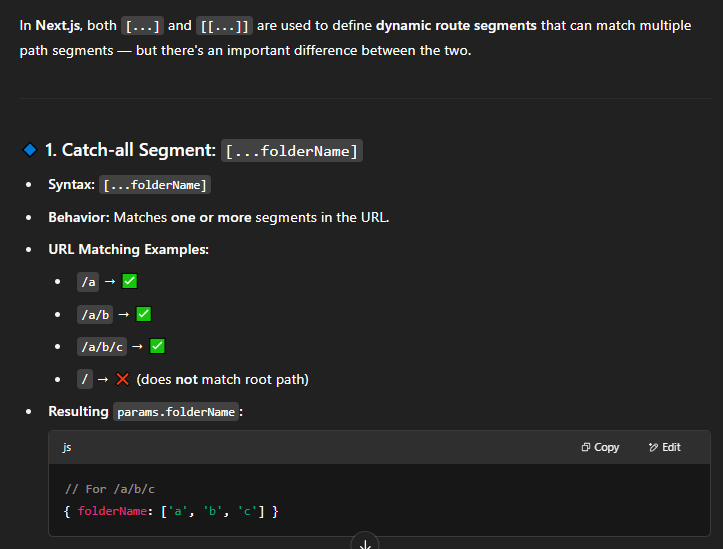 In Next.js, both [...] and [[...]] are used to define dynamic route segments that can match multiple
path segments — but there's an important difference between the two.
🔷 1. Catch-all Segment: [...folderName]
• Syntax: [...folderName]
• Behavior: Matches one or more segments in the URL.
• URL Matching Examples:
• /a → ✅
• /a/b → ✅
• /a/b/c → ✅
• / → ❌ (does not match root path)
• Resulting params.folderName:
js Copy Edit
// For /a/b/c
{ folderName: ['a', 'b', 'c'] }